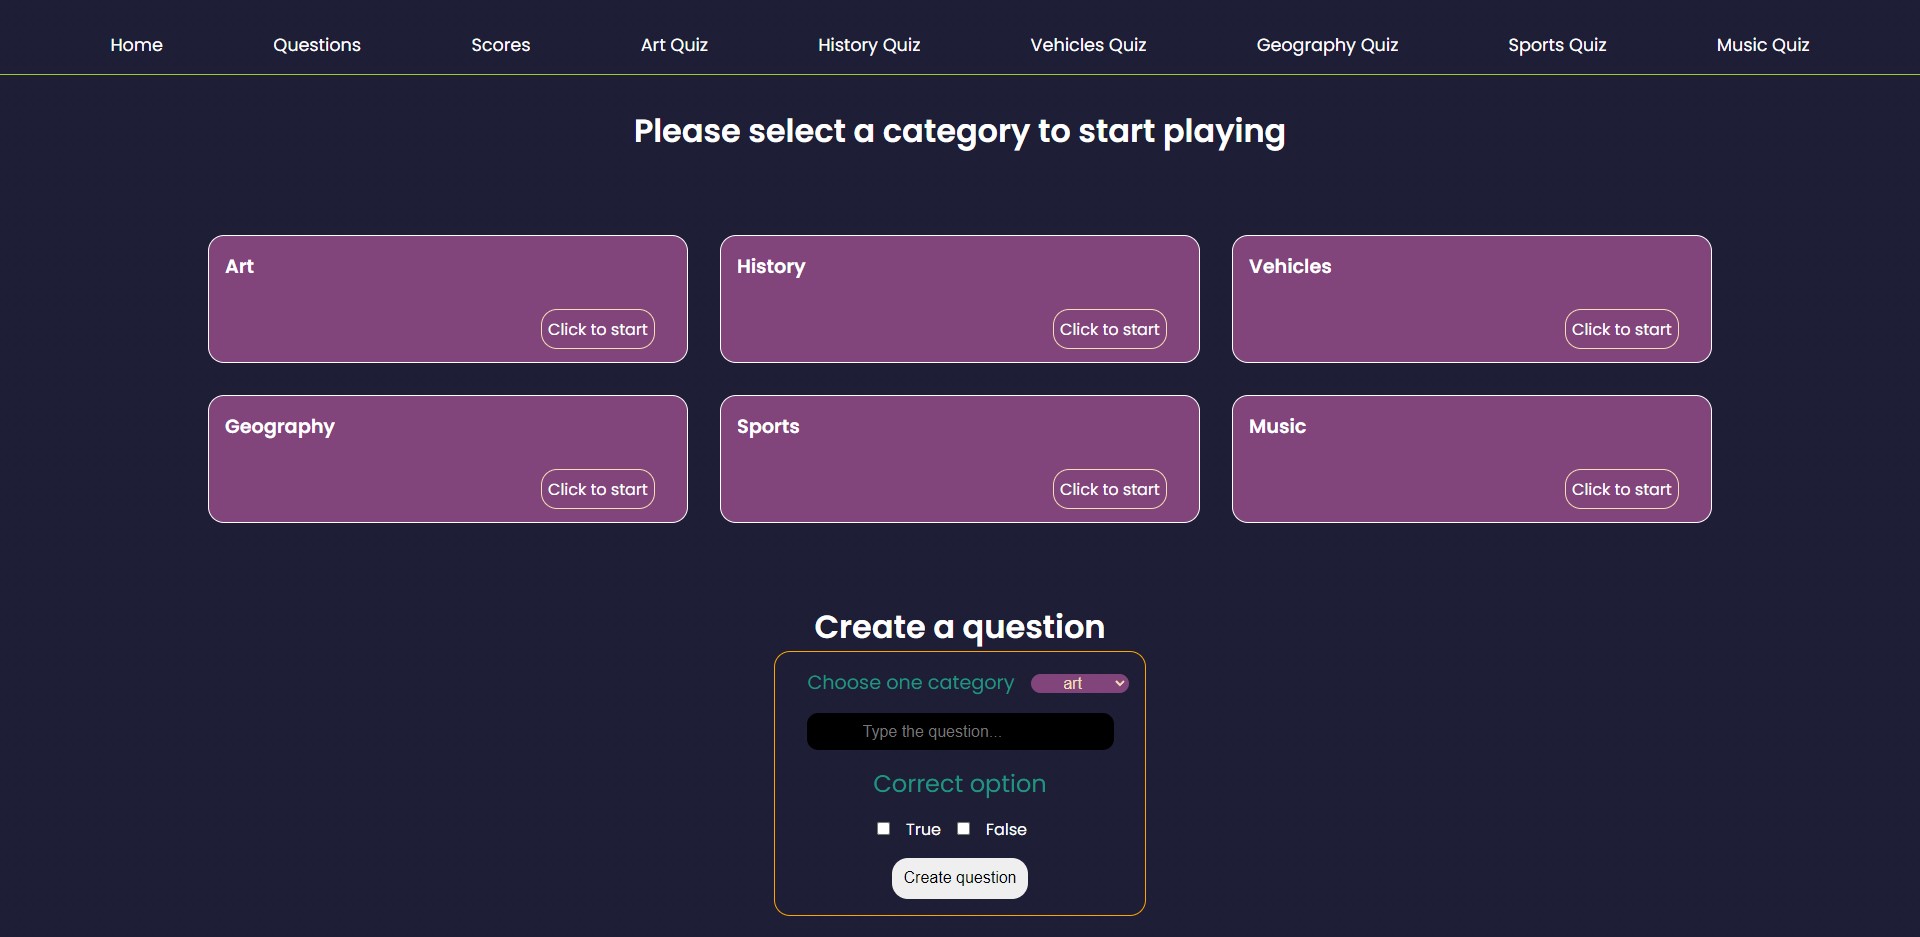 Home Questions Scores Art Quiz History Quiz Vehicles Quiz Geography Quiz Sports Quiz Music Quiz
Please select a category to start playing
Art
Click to start
History
Click to start
Vehicles
Click to start
Geography
Click to start
Sports
Click to start
Music
Click to start
Create a question
Choose one category art
Type the question...
Correct option
True False
Create question